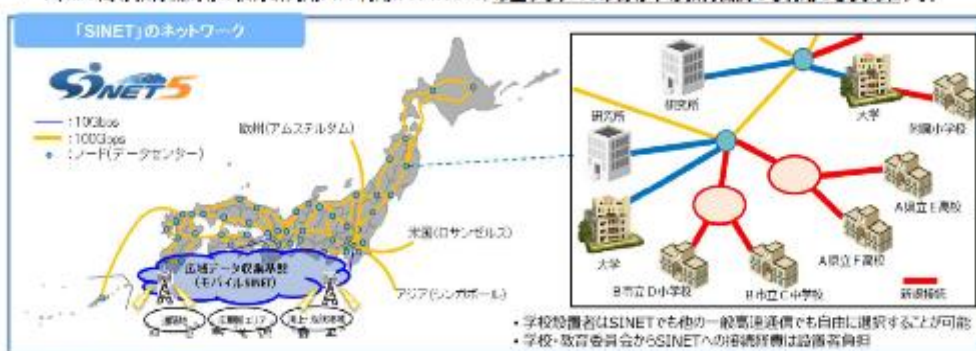 「SINET」のネットワーク
SINET5
:10Gbps
:100Gbps
:ノード(データセンター)
欧州(アムステルダム)
米国(ロサンゼルス)
アジア(シンガポール)
広域データ収集基盤
(モバイルSINET)
研究所
研究所
大学
附属小学校
大学
B市立D小学校
B市立C中学校
A県立F高校
A県立E高校
新規接続
・学校設置者はSINETでも他の一般高速通信でも自由に選択することが可能
・学校・教育委員会からSINETへの接続経費は設置者負担